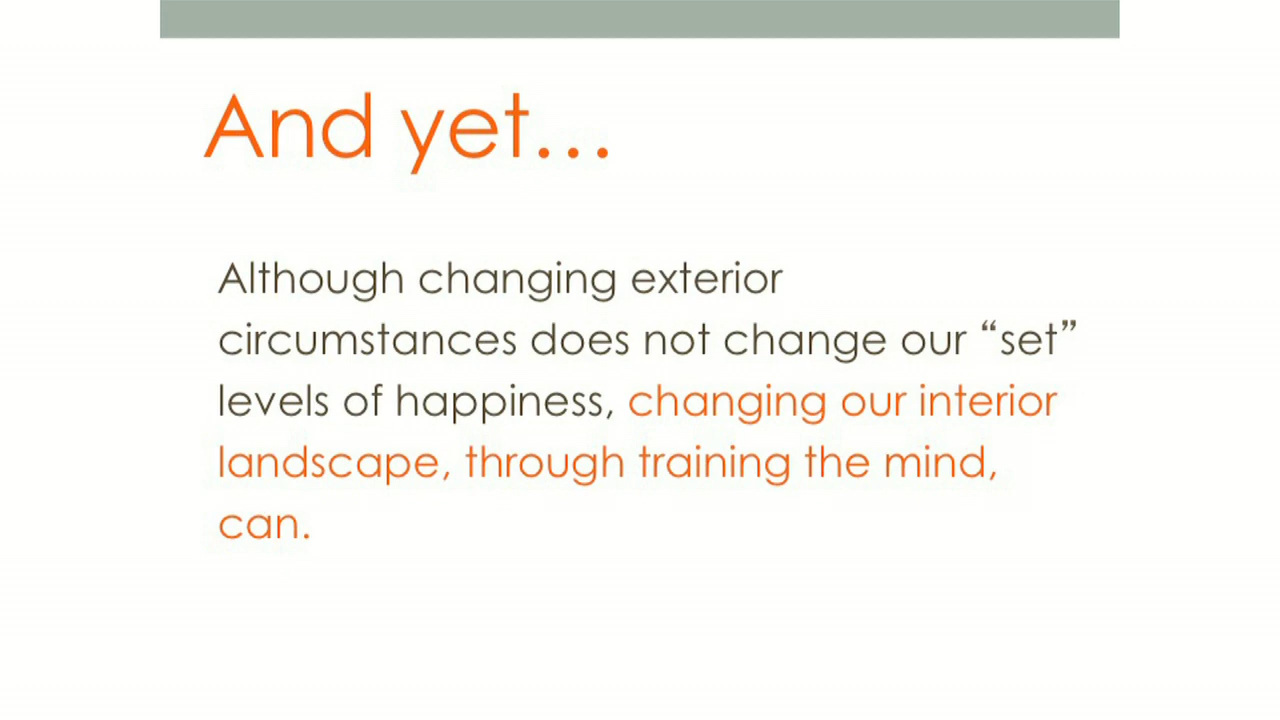 And yet…
Although changing exterior
circumstances does not change our “set”
levels of happiness, changing our interior
landscape, through training the mind,
can.